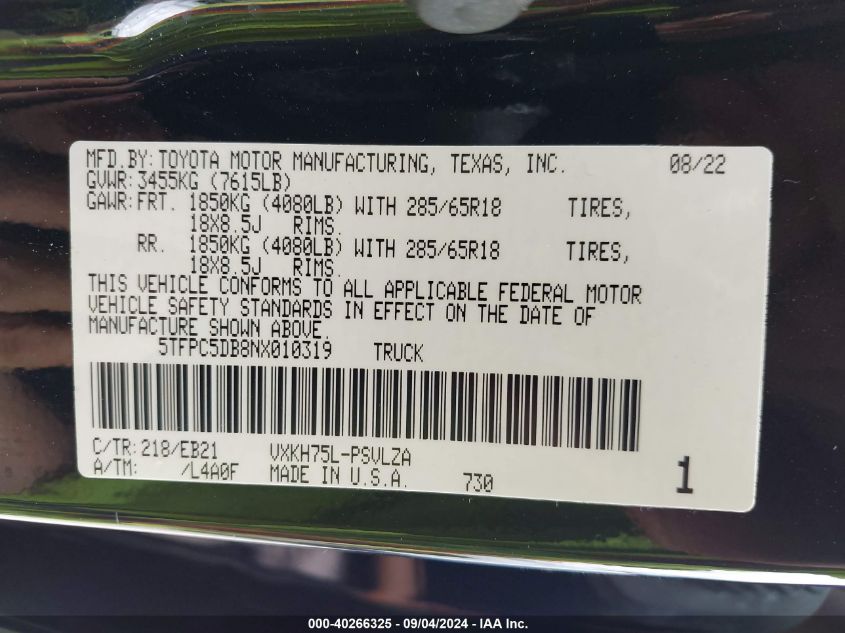 MFD.BY: TOYOTA MOTOR MANUFACTURING, TEXAS, INC. 08/22
GVWR: 3455KG (7615LB)
GAWR: FRT. 1850KG (4080LB) WITH 285/65R18 TIRES,
18X8.5J RIMS.
RR. 1850KG (4080LB) WITH 285/65R18 TIRES,
18X8.5J RIMS.
THIS VEHICLE CONFORMS TO ALL APPLICABLE FEDERAL MOTOR
VEHICLE SAFETY STANDARDS IN EFFECT ON THE DATE OF
MANUFACTURE SHOWN ABOVE.
5TFPC5DB8NX010319 TRUCK
C/TR: 218/EB21 VXKH75L-PSVLZA
A/TM: /L4A0F MADE IN U.S.A. 730 1
000-40266325 - 09/04/2024 - IAA Inc.